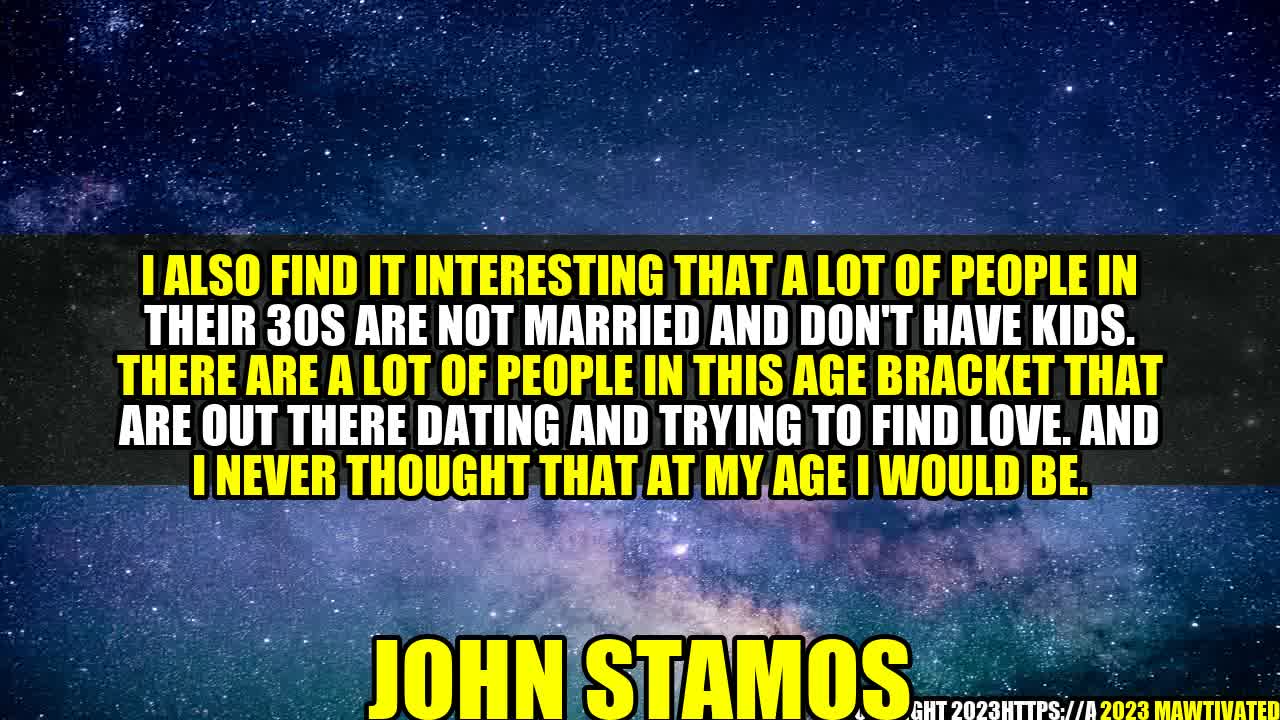 I ALSO FIND IT INTERESTING THAT A LOT OF PEOPLE IN
THEIR 30S ARE NOT MARRIED AND DON'T HAVE KIDS.
THERE ARE A LOT OF PEOPLE IN THIS AGE BRACKET THAT
ARE OUT THERE DATING AND TRYING TO FIND LOVE. AND
I NEVER THOUGHT THAT AT MY AGE I WOULD BE.
JOHN STAMOS
2023HTTPS://A 2023 MAWTIVATED